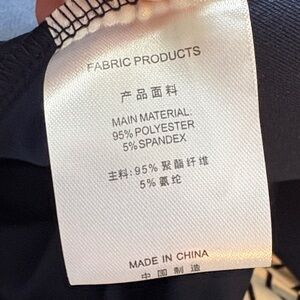 FABRIC PRODUCTS
产品面料
MAIN MATERIAL
95% POLYESTER
5% SPANDEX
主料: 95% 聚酯纤维
5% 氨纶
MADE IN CHINA
中国制造